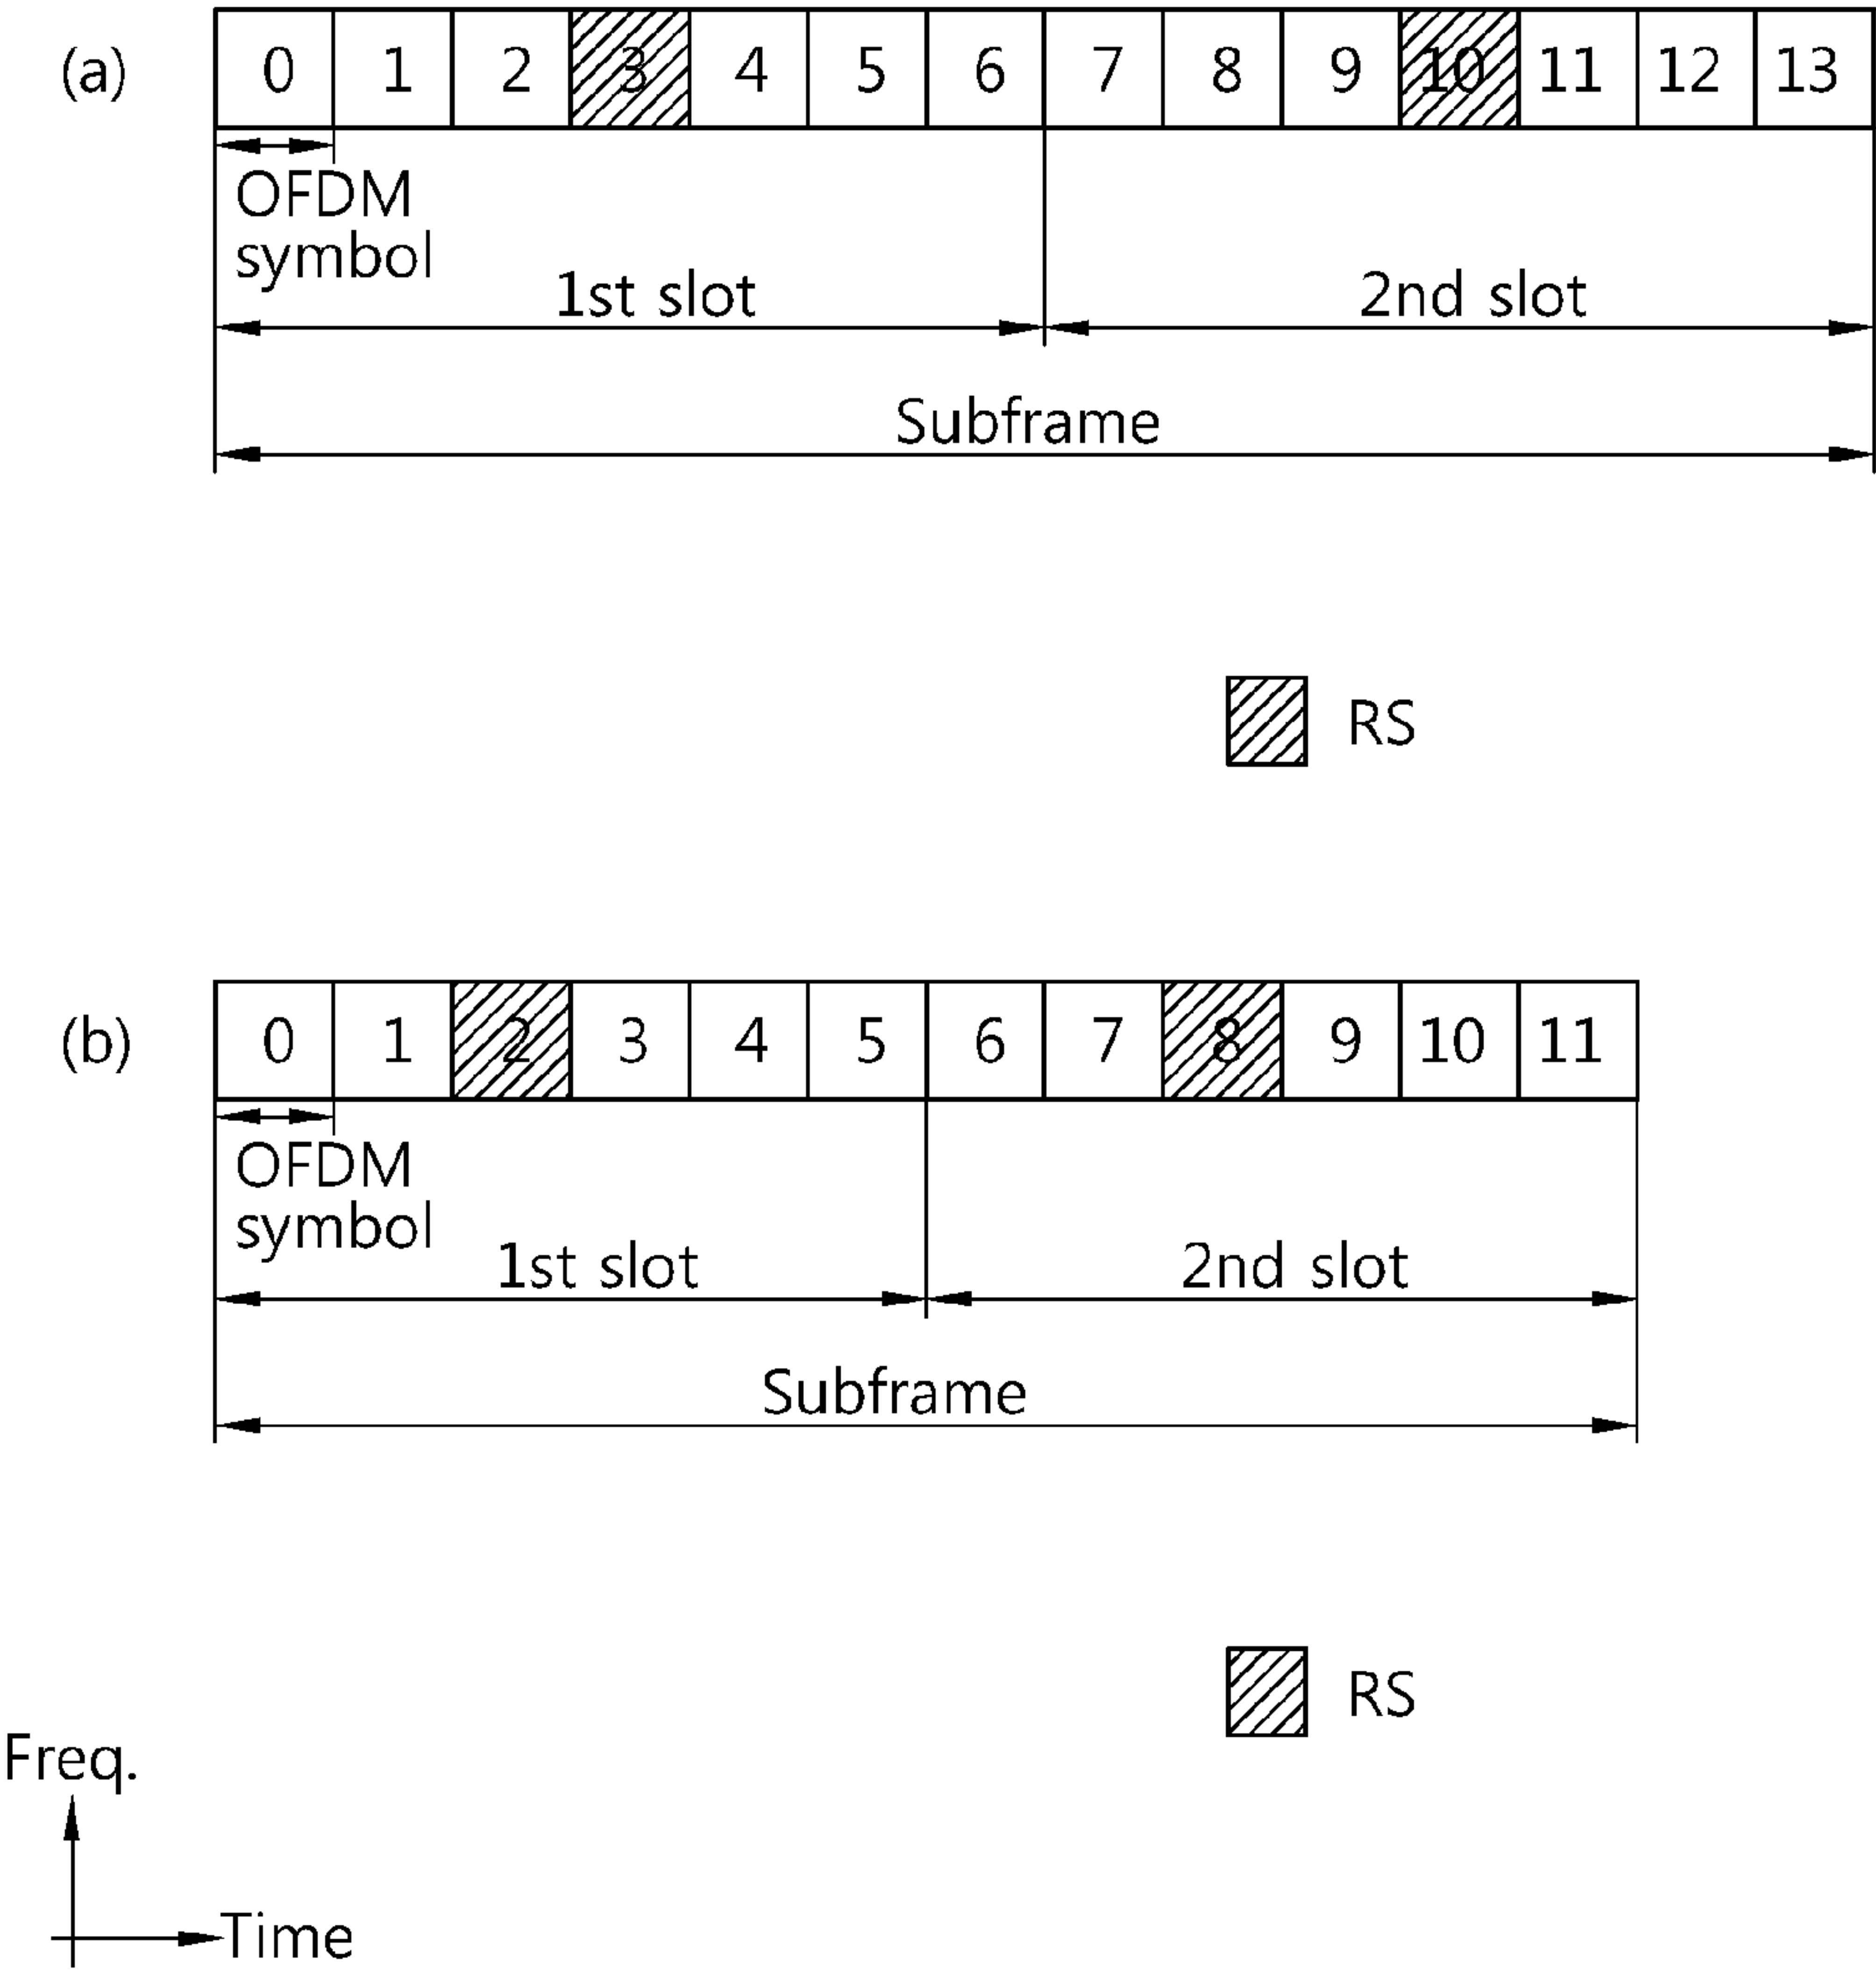 (a) 0 1 2 3 4 5 6 7 8 9 10 11 12 13
OFDM
symbol
1st slot 2nd slot
Subframe
RS
(b) 0 1 2 3 4 5 6 7 8 9 10 11
OFDM
symbol
1st slot 2nd slot
Subframe
RS
Freq.
Time